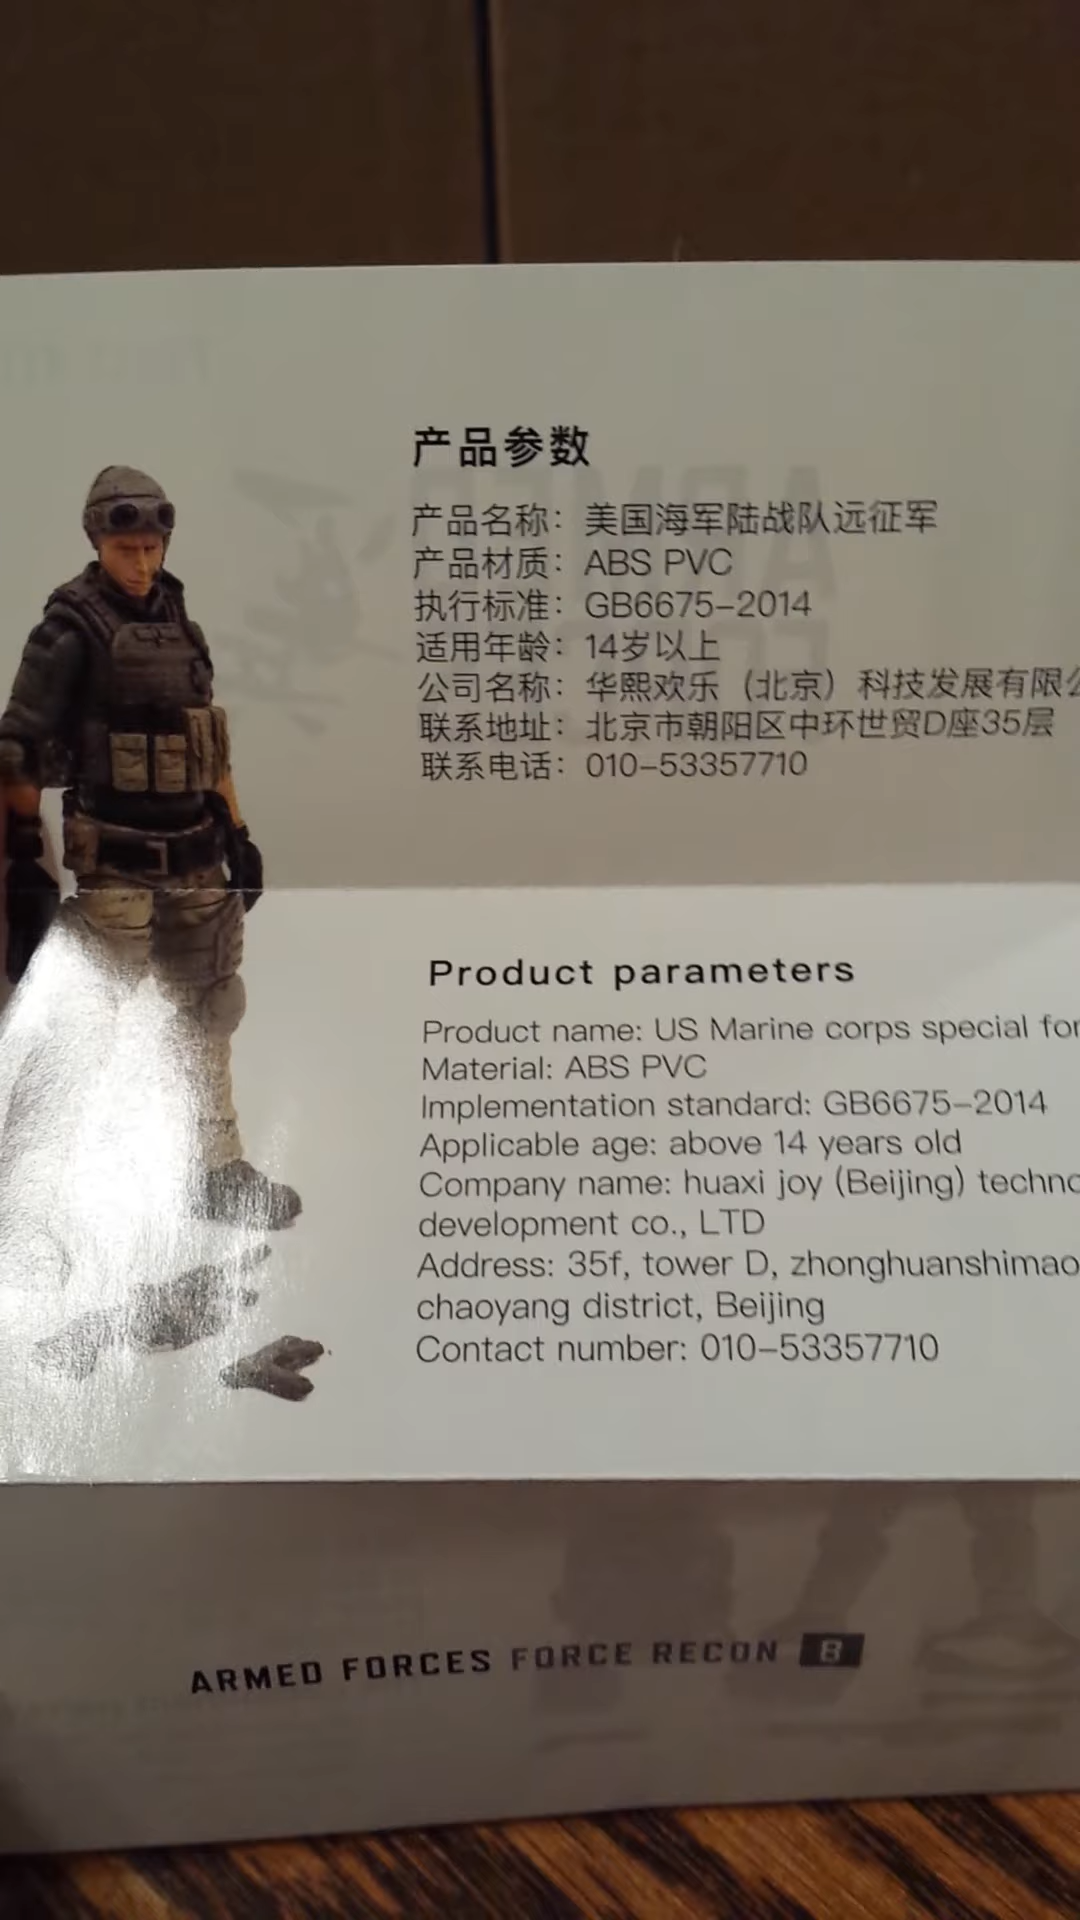 产品参数
产品名称：美国海军陆战队远征军
产品材质：ABS PVC
执行标准：GB6675-2014
适用年龄：14岁以上
公司名称：华熙欢乐（北京）科技发展有限公
联系地址：北京市朝阳区中环世贸D座35层
联系电话：010-53357710
Product parameters
Product name: US Marine corps special for
Material: ABS PVC
Implementation standard: GB6675-2014
Applicable age: above 14 years old
Company name: huaxi joy (Beijing) techno
development co., LTD
Address: 35f, tower D, zhonghuanshimao
chaoyang district, Beijing
Contact number: 010-53357710
ARMED FORCES FORCE RECON 8